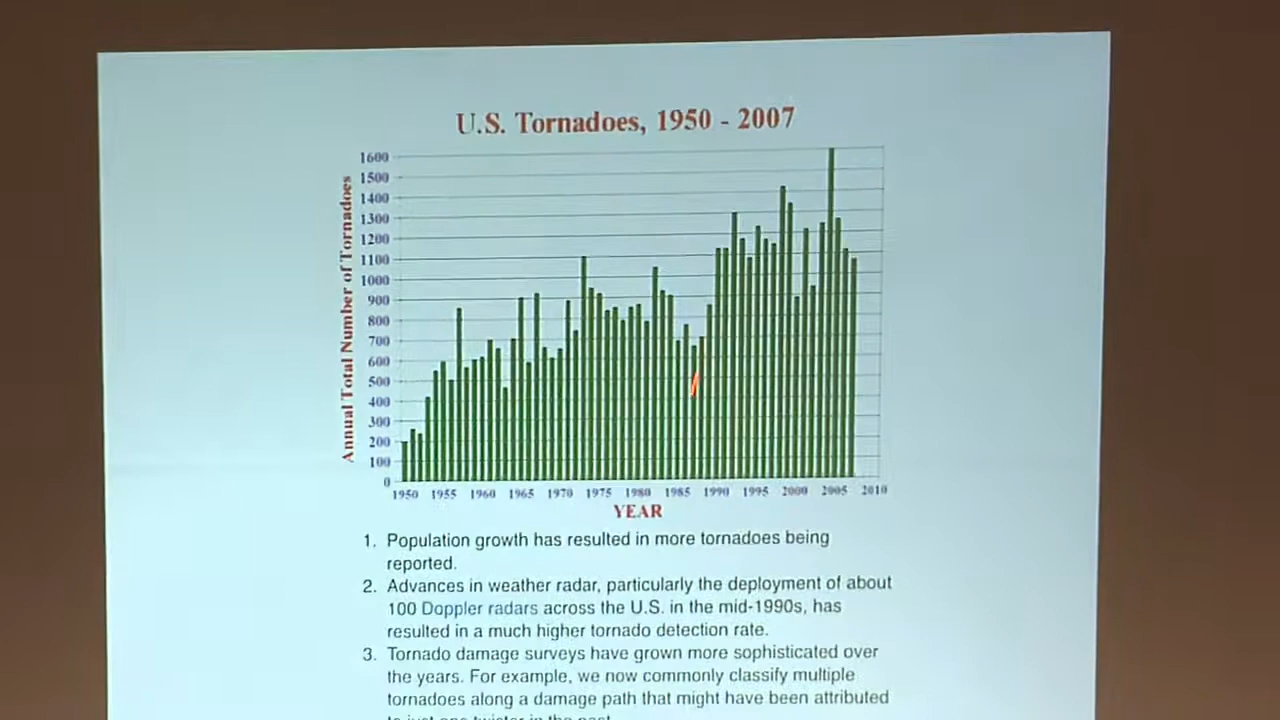 U.S. Tornadoes, 1950 - 2007
Annual Total Number of Tornadoes
1600
1500
1400
1300
1200
1100
1000
900
800
700
600
500
400
300
200
100
0
1950 1955 1960 1965 1970 1975 1980 1985 1990 1995 2000 2005 2010
YEAR
1. Population growth has resulted in more tornadoes being
reported.
2. Advances in weather radar, particularly the deployment of about
100 Doppler radars across the U.S. in the mid-1990s, has
resulted in a much higher tornado detection rate.
3. Tornado damage surveys have grown more sophisticated over
the years. For example, we now commonly classify multiple
tornadoes along a damage path that might have been attributed